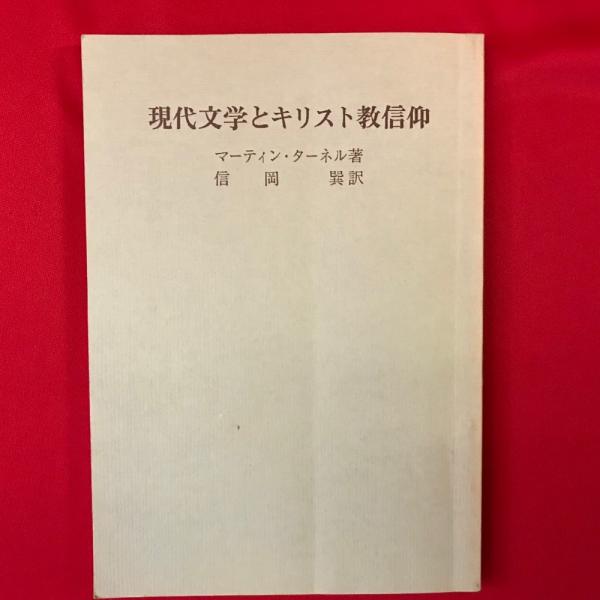 現代文学とキリスト教信仰
マーティン・ターネル著
信岡 巽訳